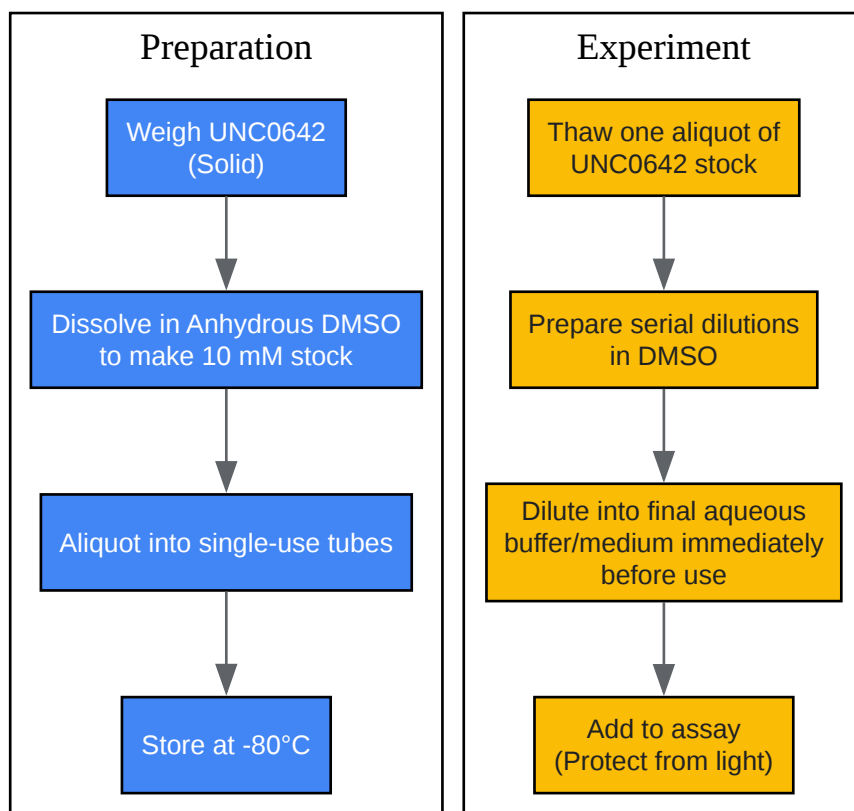 Preparation
Weigh UNC0642
(Solid)
Dissolve in Anhydrous DMSO
to make 10 mM stock
Aliquot into single-use tubes
Store at -80°C
Experiment
Thaw one aliquot of
UNC0642 stock
Prepare serial dilutions
in DMSO
Dilute into final aqueous
buffer/medium immediately
before use
Add to assay
(Protect from light)